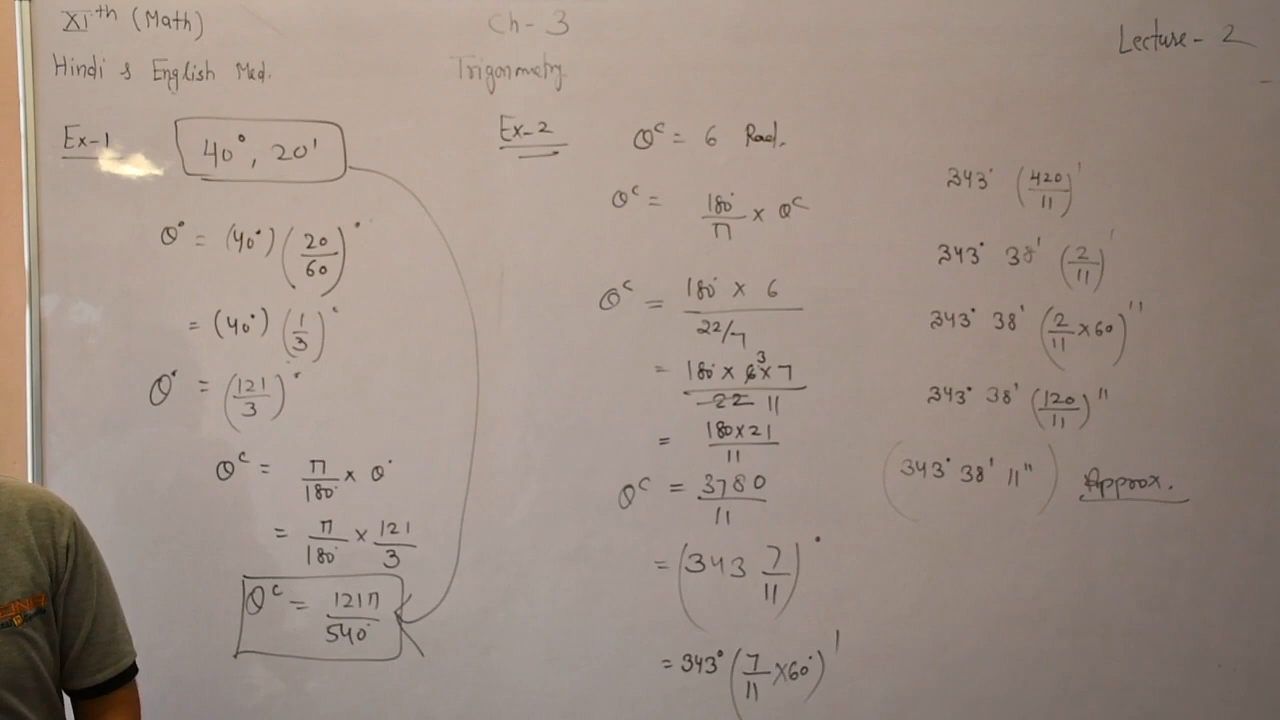 XIth (Math)
Hindi & English Med.
Ch - 3
Trigonmetry
Lecture - 2
Ex-1
40°, 20'
θ° = (40°) (20/60)°
= (40°) (1/3)°
θ° = (121/3)°
θᶜ = π/180° × θ°
= π/180° × 121/3
θᶜ = 121π/540°
Ex-2
θᶜ = 6 Rad.
θᶜ = 180°/π × θᶜ
θᶜ = 180° × 6 / 22/7
= 180° × 6 3 × 7 / 22 11
= 180×21/11
θᶜ = 3780/11
= (343 7/11)°
= 343° (7/11 ×60°)'
343° (420/11)'
343° 38' (2/11)'
343° 38' (2/11 ×60)''
343° 38' (120/11)''
(343° 38' 11'') Approx.